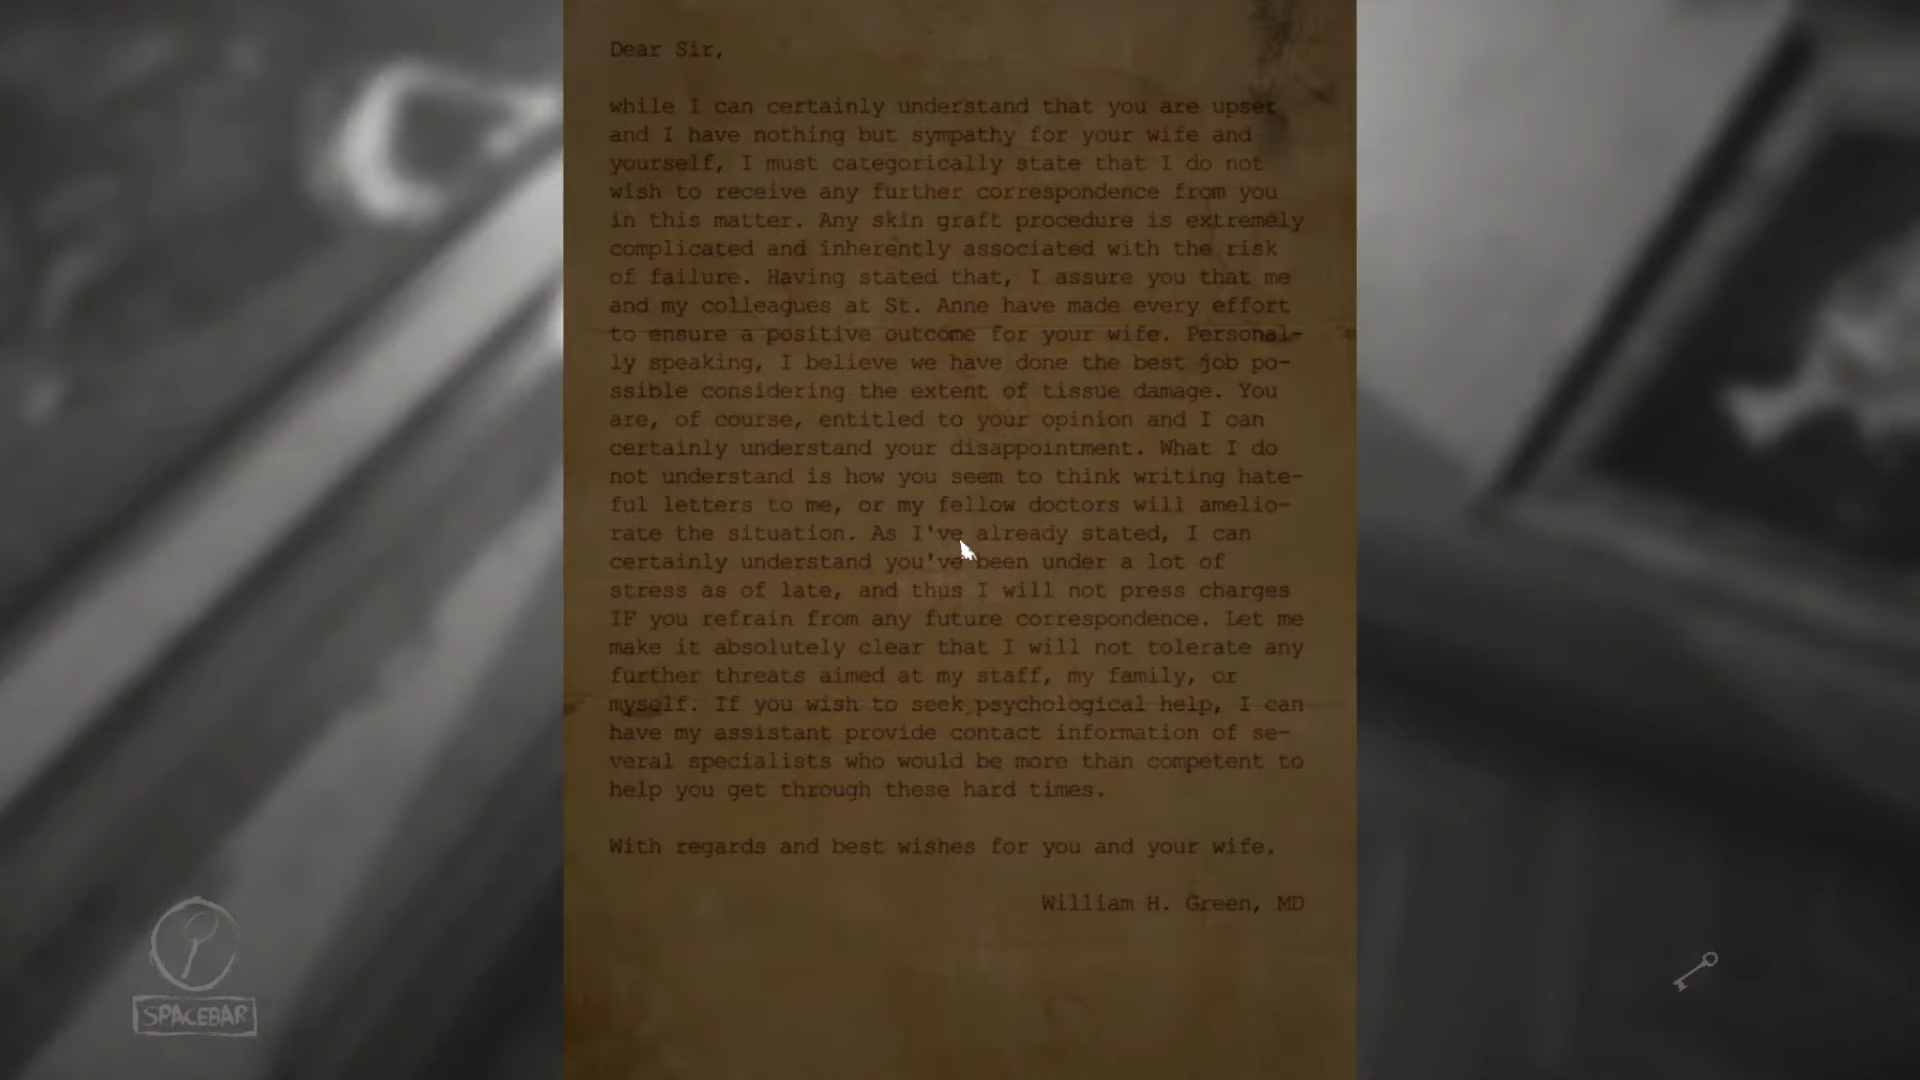 Dear Sir,
while I can certainly understand that you are upset
and I have nothing but sympathy for your wife and
yourself, I must categorically state that I do not
wish to receive any further correspondence from you
in this matter. Any skin graft procedure is extremely
complicated and inherently associated with the risk
of failure. Having stated that, I assure you that me
and my colleagues at St. Anne have made every effort
to ensure a positive outcome for your wife. Personal-
ly speaking, I believe we have done the best job po-
ssible considering the extent of tissue damage. You
are, of course, entitled to your opinion and I can
certainly understand your disappointment. What I do
not understand is how you seem to think writing hate-
ful letters to me, or my fellow doctors will amelio-
rate the situation. As I've already stated, I can
certainly understand you've been under a lot of
stress as of late, and thus I will not press charges
IF you refrain from any future correspondence. Let me
make it absolutely clear that I will not tolerate any
further threats aimed at my staff, my family, or
myself. If you wish to seek psychological help, I can
have my assistant provide contact information of se-
veral specialists who would be more than competent to
help you get through these hard times.
With regards and best wishes for you and your wife.
William H. Green, MD
SPACEBAR